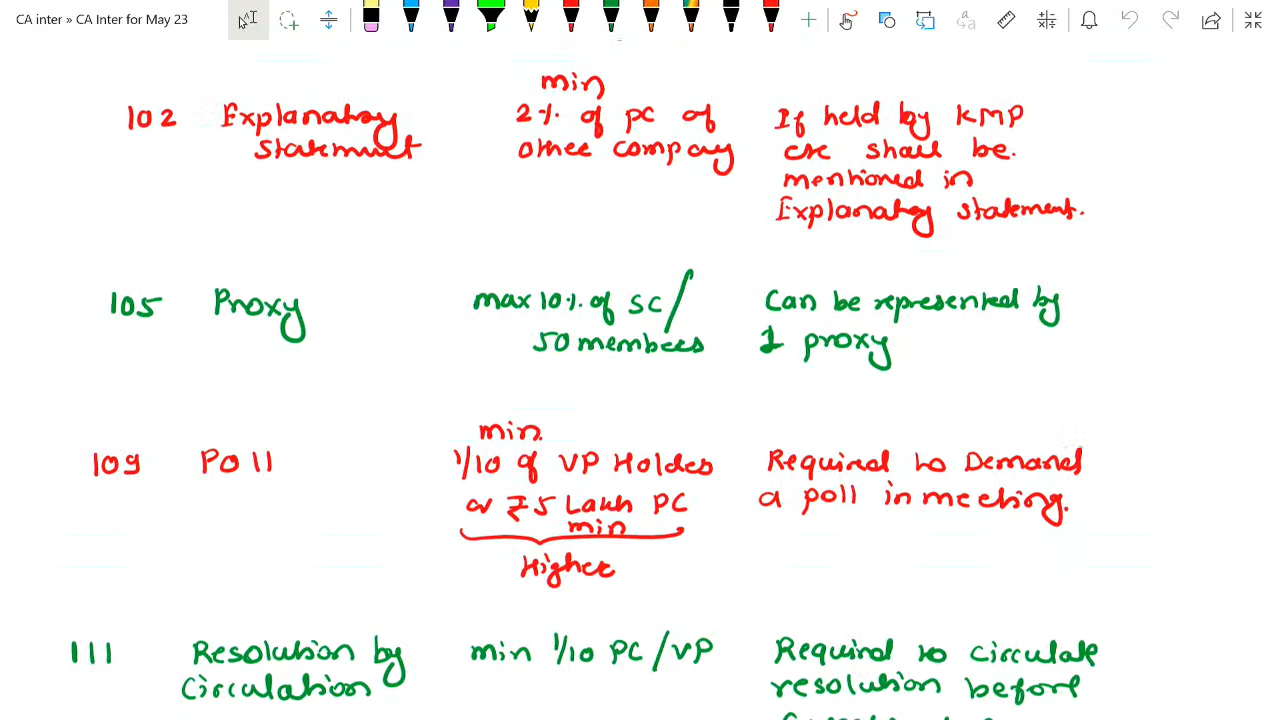 CA inter » CA Inter for May 23
102 Explanatory Statement min 2% of PC of other company If held by KMP etc shall be mentioned in Explanatory statement.
105 Proxy max 10% of SC / 50 members Can be represented by 1 proxy
109 Poll min. 1/10 of VP Holdes or ₹5 Lakh PC min Higher Required to Demand a poll in meeting.
111 Resolution by Circulation min 1/10 PC/VP Required to circulate resolution before